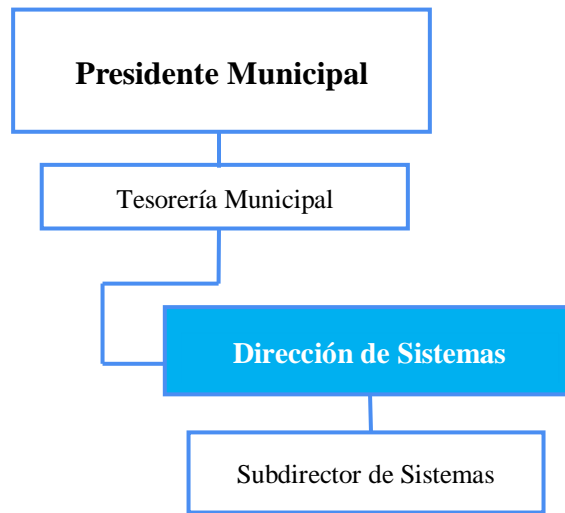 Presidente Municipal
Tesorería Municipal
Dirección de Sistemas
Subdirector de Sistemas